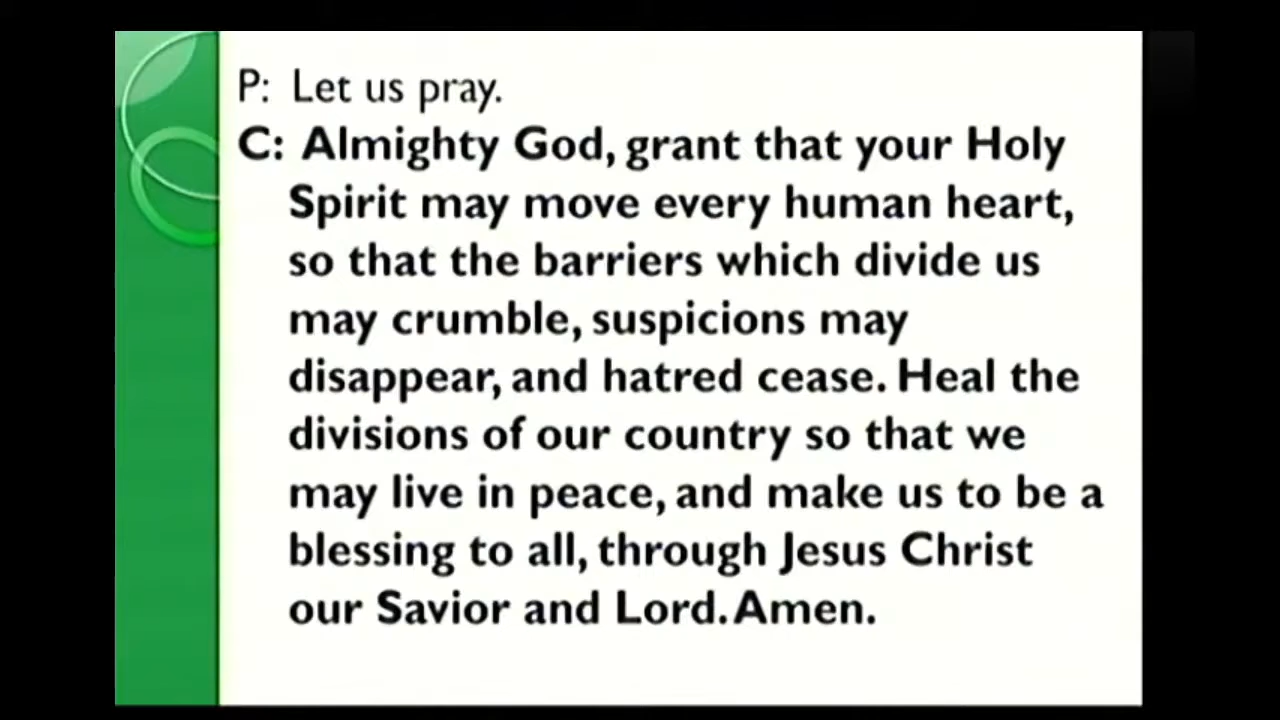 P: Let us pray.
C: Almighty God, grant that your Holy
Spirit may move every human heart,
so that the barriers which divide us
may crumble, suspicions may
disappear, and hatred cease. Heal the
divisions of our country so that we
may live in peace, and make us to be a
blessing to all, through Jesus Christ
our Savior and Lord. Amen.